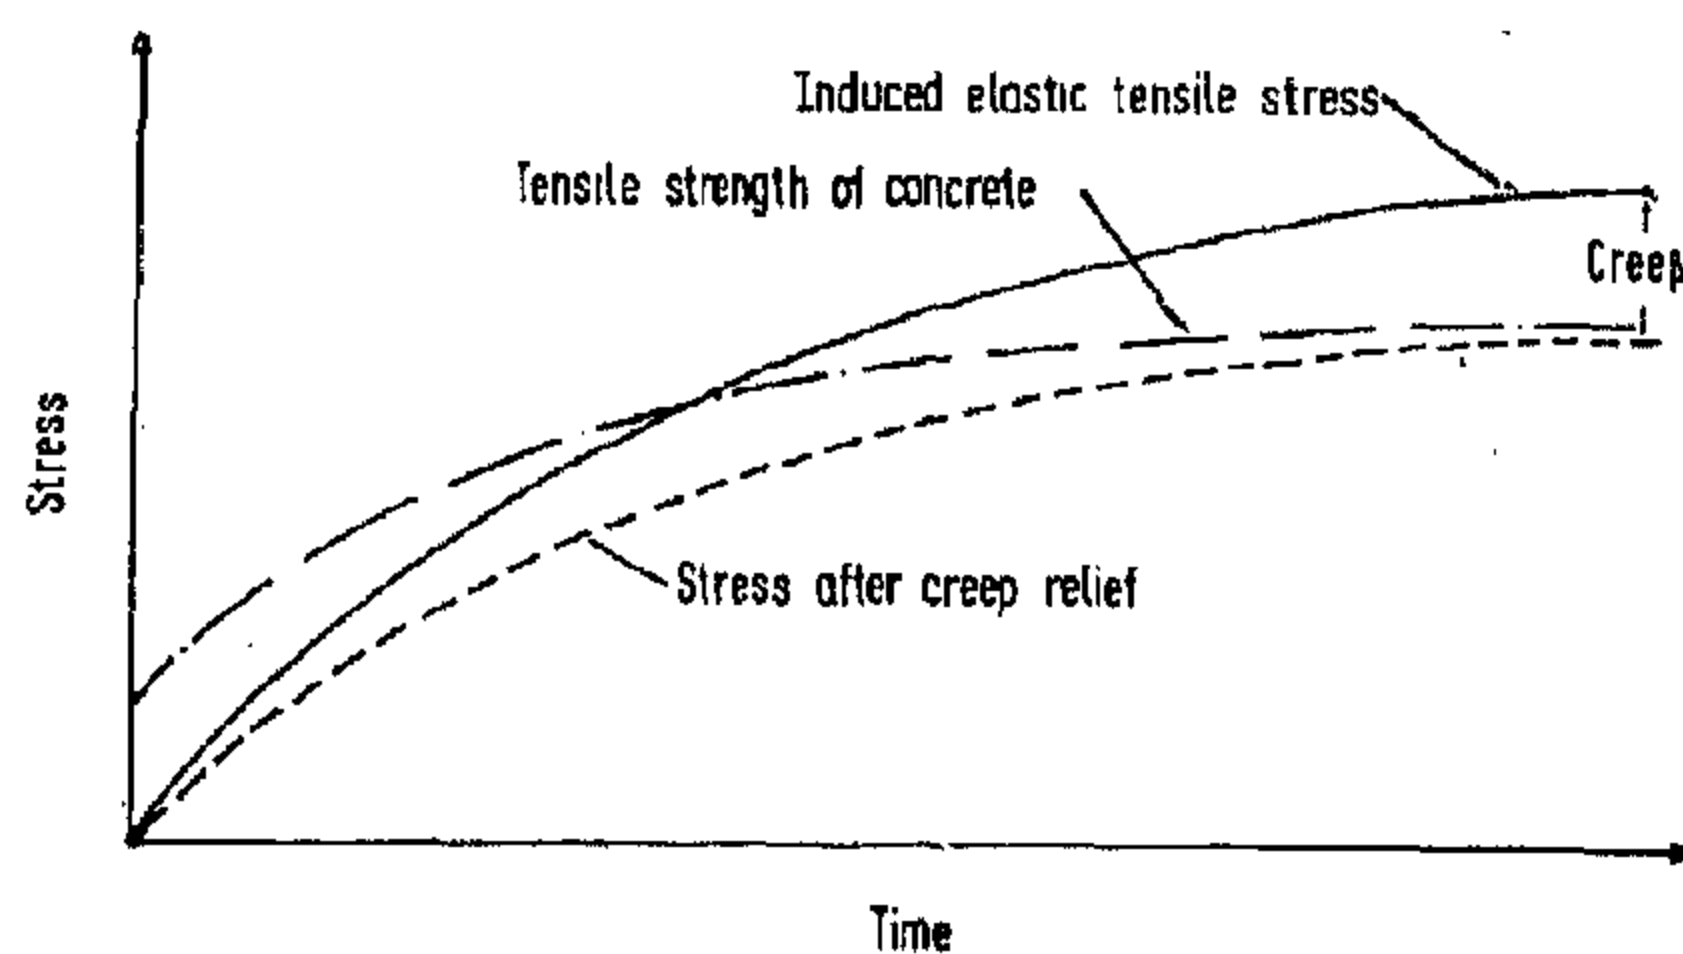 Induced elastic tensile stress
Tensile strength of concrete
Creep
Stress
Stress after creep relief
Time